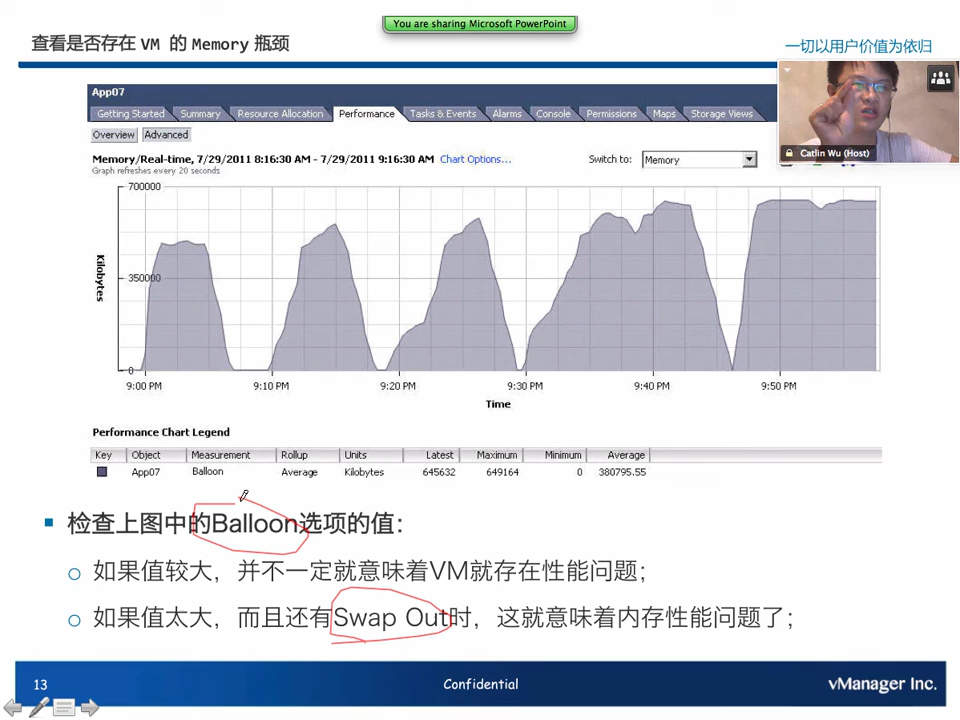 You are sharing Microsoft PowerPoint
查看是否存在 VM 的 Memory 瓶颈
一切以用户价值为依归
App07
Getting Started Summary Resource Allocation Performance Tasks & Events Alarms Console Permissions Maps Storage Views
Overview Advanced
Memory/Real-time, 7/29/2011 8:16:30 AM - 7/29/2011 9:16:30 AM Chart Options... Switch to: Memory
Graph refreshes every 20 seconds
Catlin Wu (Host)
700000
350000
0
Kilobytes
9:00 PM 9:10 PM 9:20 PM 9:30 PM 9:40 PM 9:50 PM
Time
Performance Chart Legend
Key Object Measurement Rollup Units Latest Maximum Minimum Average
App07 Balloon Average Kilobytes 645632 649164 0 380795.55
检查上图中的Balloon选项的值：
如果值较大，并不一定就意味着VM就存在性能问题；
如果值太大，而且还有Swap Out时，这就意味着内存性能问题了；
13 Confidential vManager Inc.